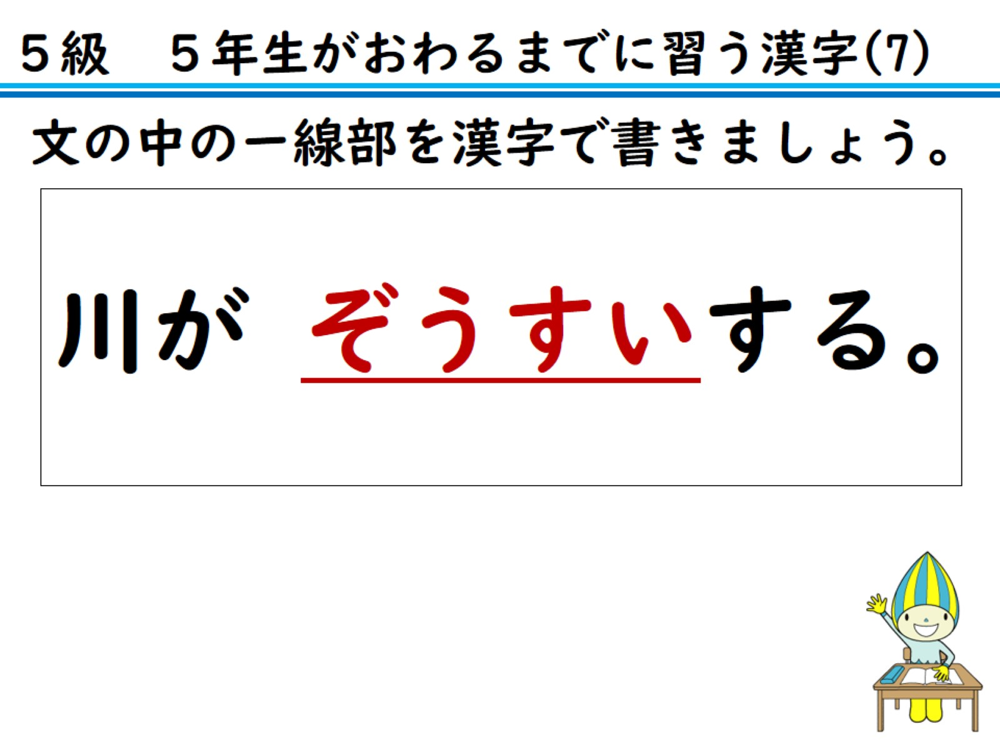 ５級　５年生がおわるまでに習う漢字(7)
文の中の一線部を漢字で書きましょう。
川が ぞうすいする。